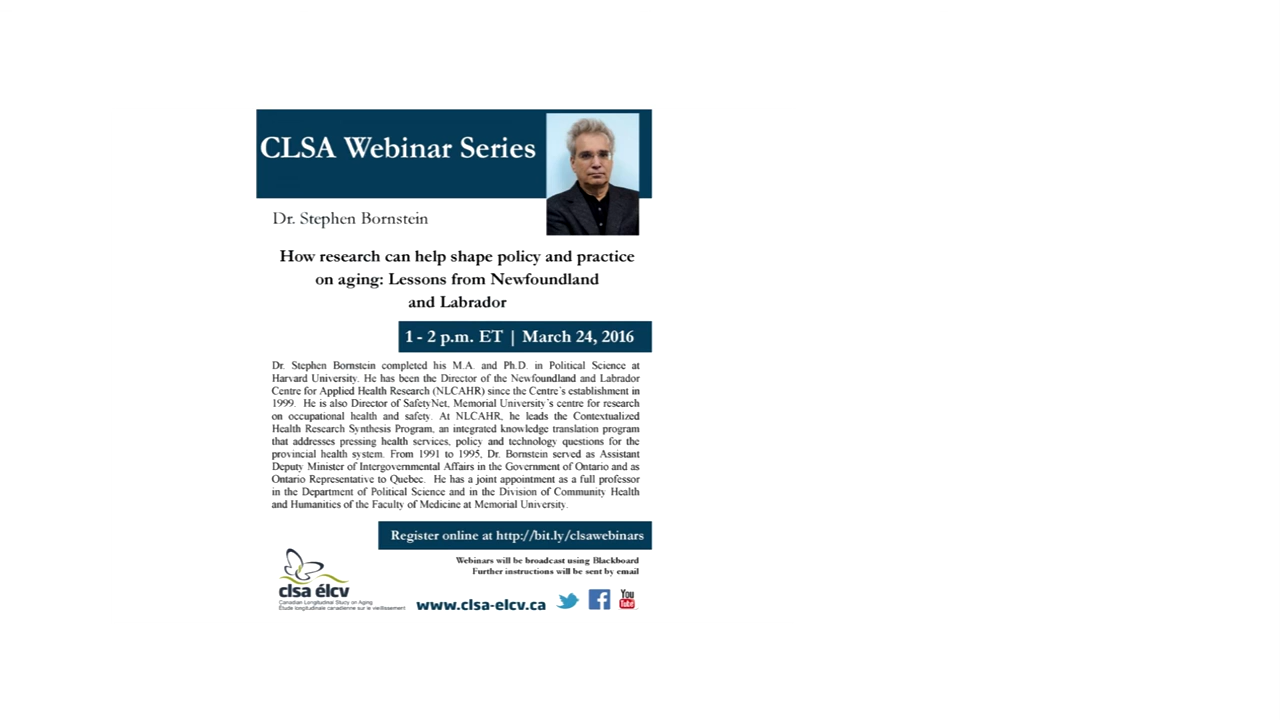 CLSA Webinar Series
Dr. Stephen Bornstein
How research can help shape policy and practice
on aging: Lessons from Newfoundland
and Labrador
1 - 2 p.m. ET | March 24, 2016
Dr. Stephen Bornstein completed his M.A. and Ph.D. in Political Science at
Harvard University. He has been the Director of the Newfoundland and Labrador
Centre for Applied Health Research (NLCAHR) since the Centre's establishment in
1999. He is also Director of SafetyNet, Memorial University's centre for research
on occupational health and safety. At NLCAHR, he leads the Contextualized
Health Research Synthesis Program, an integrated knowledge translation program
that addresses pressing health services, policy and technology questions for the
provincial health system. From 1991 to 1995, Dr. Bornstein served as Assistant
Deputy Minister of Intergovernmental Affairs in the Government of Ontario and as
Ontario Representative to Quebec. He has a joint appointment as a full professor
in the Department of Political Science and in the Division of Community Health
and Humanities of the Faculty of Medicine at Memorial University.
Register online at http://bit.ly/clsawebinars
Webinars will be broadcast using Blackboard
Further instructions will be sent by email
clsa élcv
Canadian Longitudinal Study on Aging
Étude longitudinale canadienne sur le vieillissement
www.clsa-elcv.ca
You
Tube